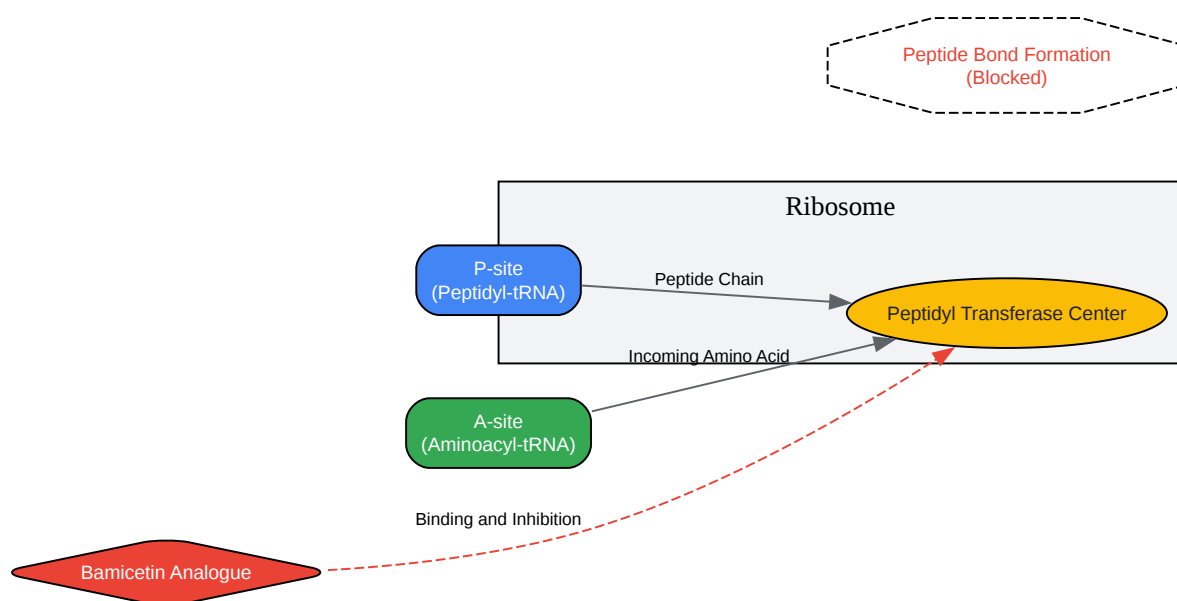 Peptide Bond Formation
(Blocked)
Ribosome
P-site
(Peptidyl-tRNA)
Peptide Chain
Peptidyl Transferase Center
Incoming Amino Acid
A-site
(Aminoacyl-tRNA)
Binding and Inhibition
Bamicetin Analogue